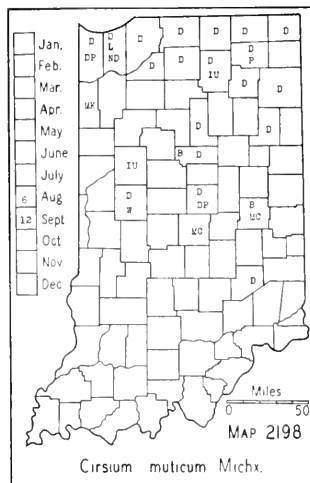 Jan.
Feb.
Mar.
Apr.
May
June
July
6 Aug
12 Sept
Oct
Nov
Dec
D D D D D D D
DP L D
ND D D IU P D D
MK D D
B D
IU
D D B
W DP MC
MC
D
Miles
0 50
MAP 2198
Cirsium muticum Michx.